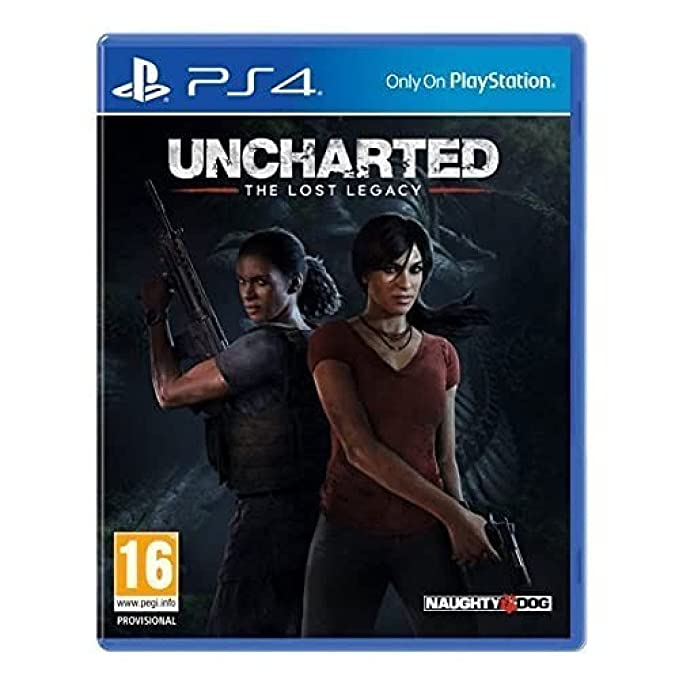 PS4
Only On PlayStation
UNCHARTED
THE LOST LEGACY
16
www.pegi.info
PROVISIONAL
NAUGHTY DOG